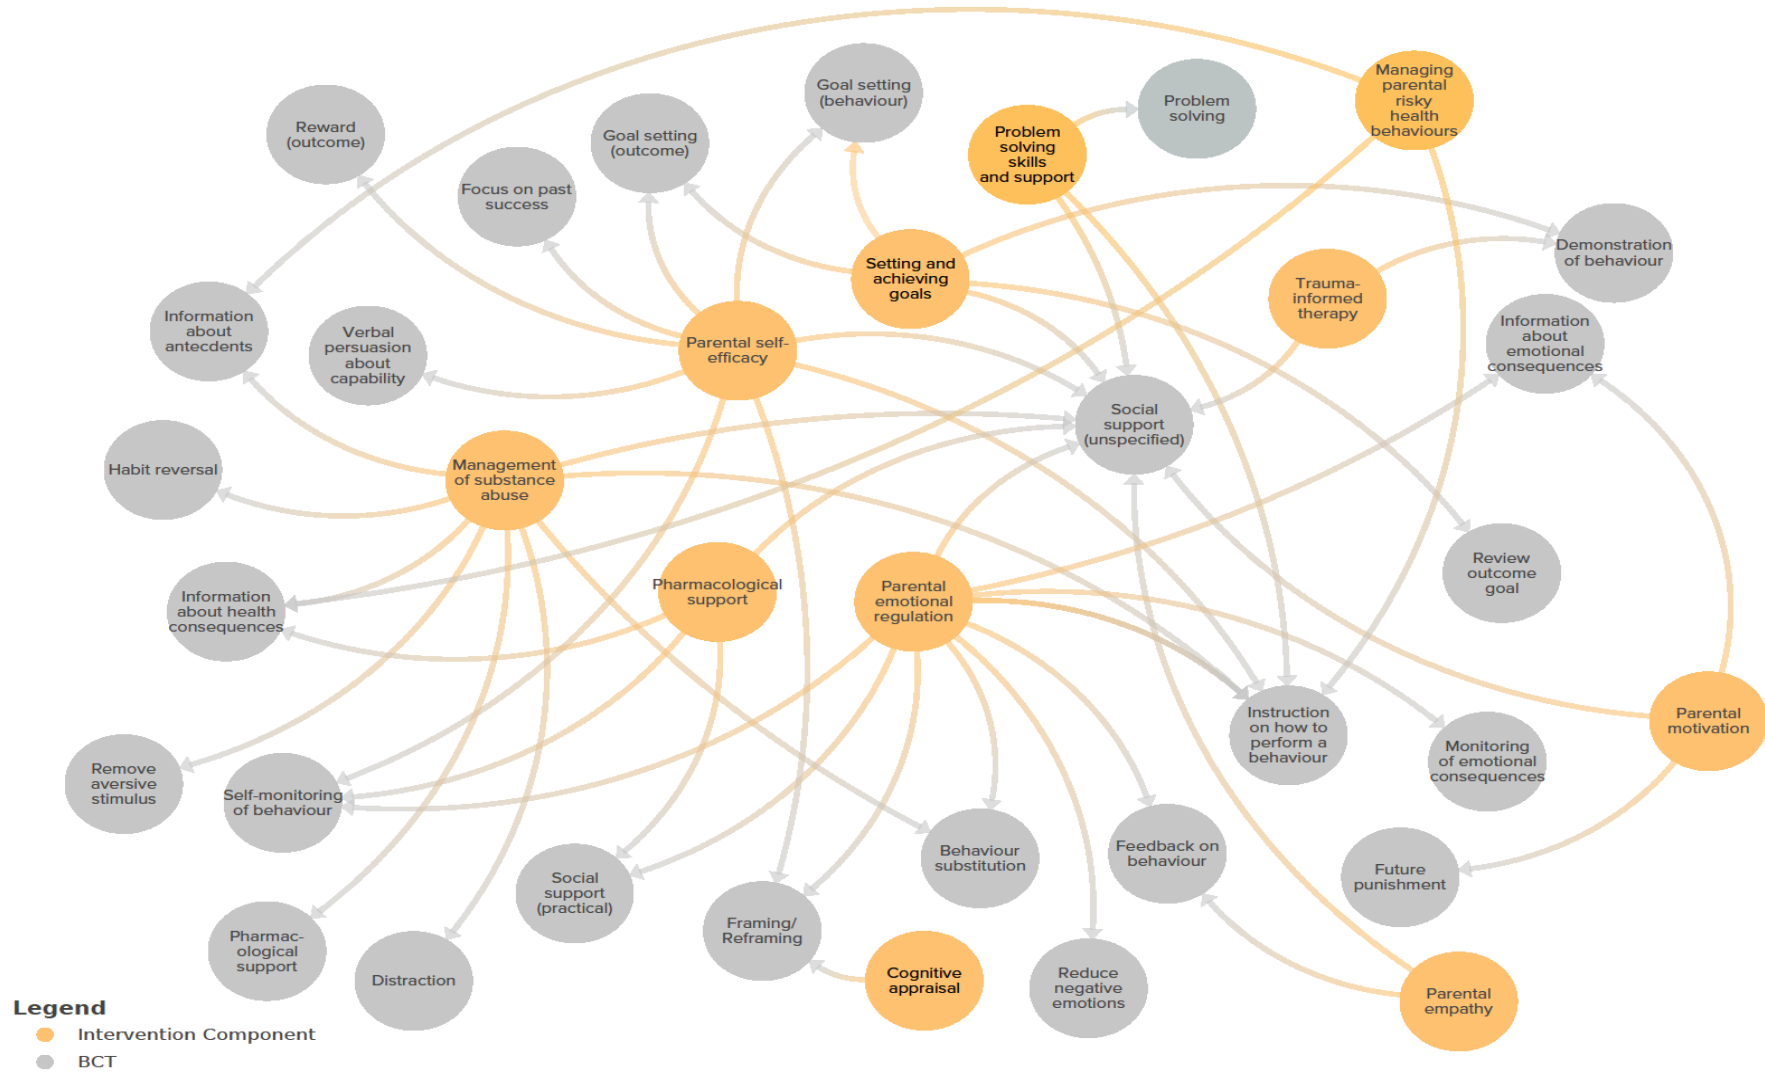 Managing
parental
risky
health
behaviours
Goal setting
(behaviour)
Problem
solving
Reward
(outcome)
Goal setting
(outcome)
Problem
solving
skills
and support
Focus on past
success
Demonstration
of behaviour
Setting and
achieving
goals
Trauma-
informed
therapy
Information
about
antecdents
Verbal
persuasion
about
capability
Parental self-
efficacy
Information
about
emotional
consequences
Social
support
(unspecified)
Habit reversal
Management
of substance
abuse
Information
about health
consequences
Pharmacological
support
Parental
emotional
regulation
Review
outcome
goal
Instruction
on how to
perform a
behaviour
Parental
motivation
Monitoring
of emotional
consequences
Remove
aversive
stimulus
Self-monitoring
of behaviour
Social
support
(practical)
Behaviour
substitution
Feedback on
behaviour
Future
punishment
Pharmac-
ological
support
Distraction
Framing/
Reframing
Cognitive
appraisal
Reduce
negative
emotions
Parental
empathy
Legend
Intervention Component
BCT